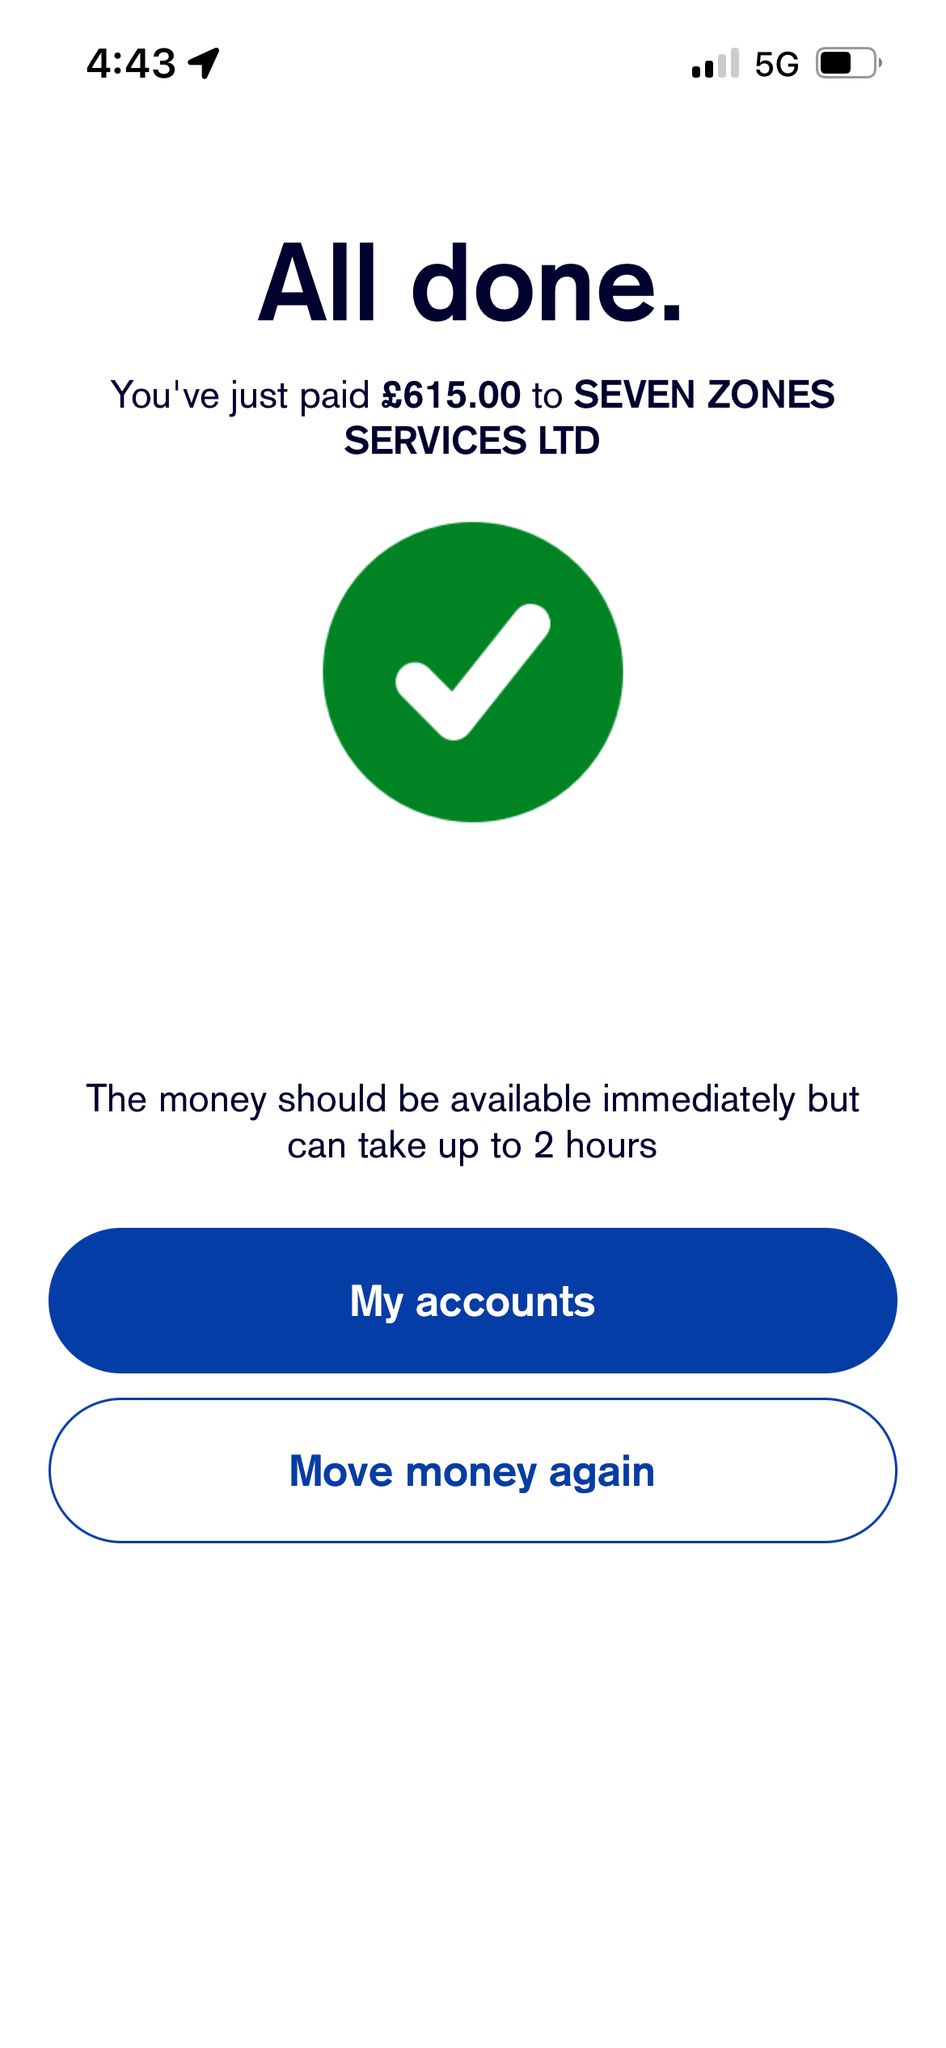 4:43
5G
All done.
You've just paid £615.00 to SEVEN ZONES
SERVICES LTD
The money should be available immediately but
can take up to 2 hours
My accounts
Move money again